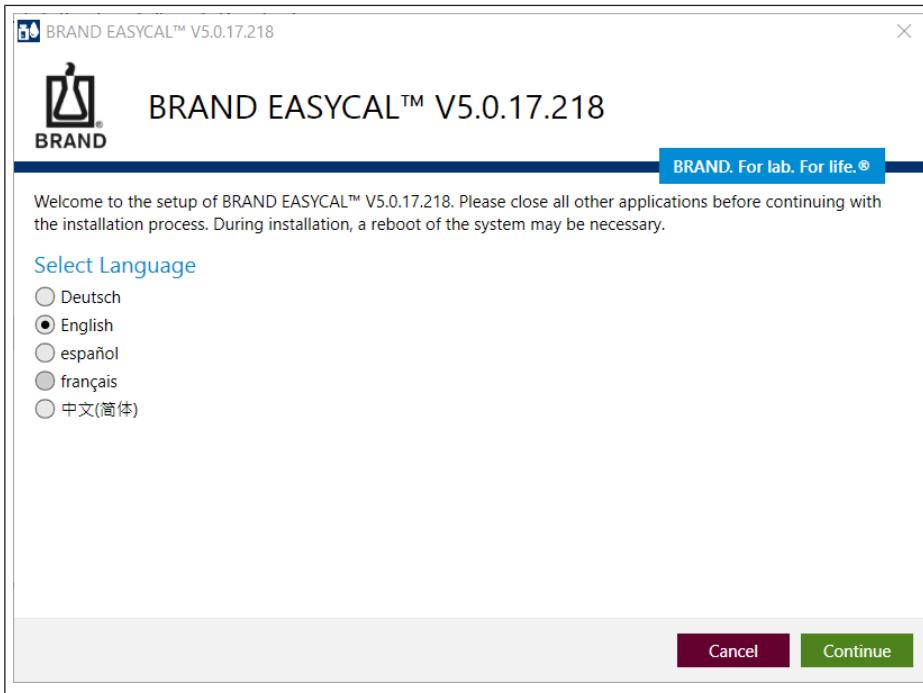 BRAND EASYCAL™ V5.0.17.218
BRAND®
BRAND EASYCAL™ V5.0.17.218
BRAND. For lab. For life.®
Welcome to the setup of BRAND EASYCAL™ V5.0.17.218. Please close all other applications before continuing with
the installation process. During installation, a reboot of the system may be necessary.
Select Language
Deutsch
English
español
français
中文(简体)
Cancel
Continue